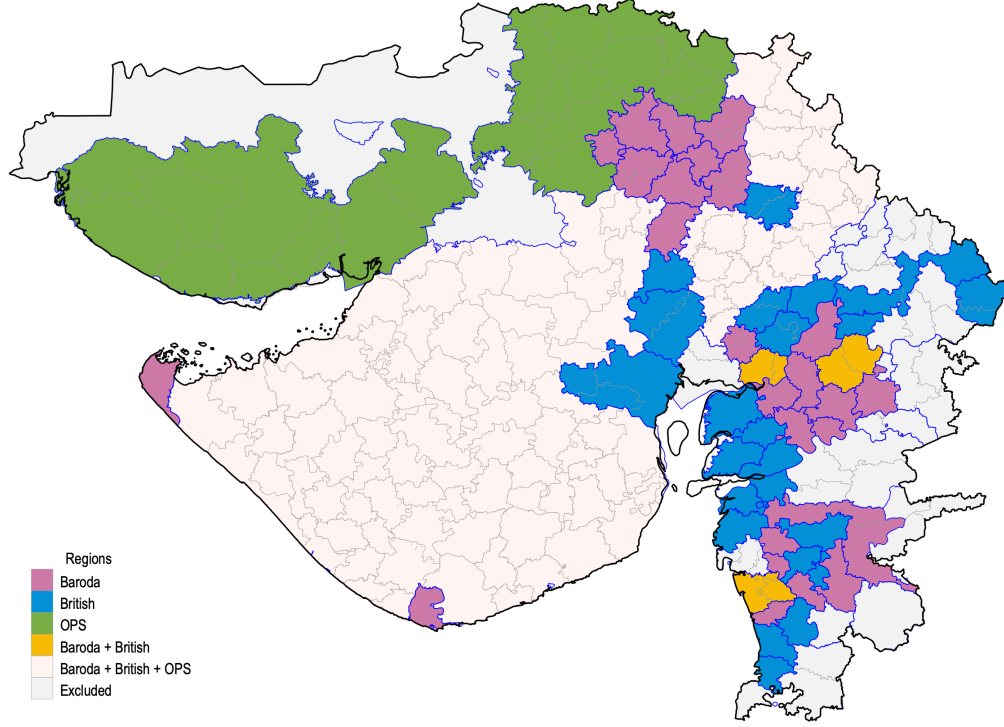 Regions
Baroda
British
OPS
Baroda + British
Baroda + British + OPS
Excluded